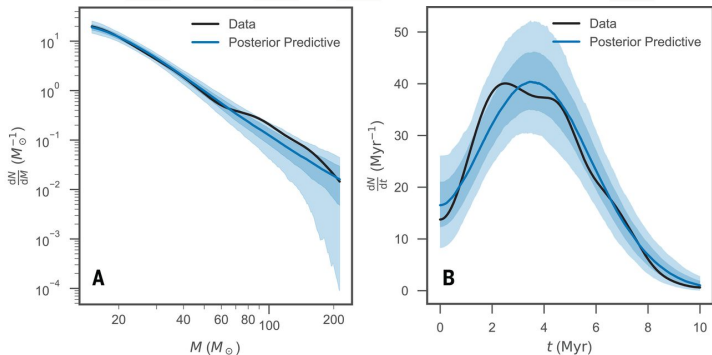 Data
Posterior Predictive
10¹
10⁰
10⁻¹
10⁻²
10⁻³
10⁻⁴
dN/dM (M⊙⁻¹)
A
20 40 60 80 100 200
M (M⊙)
Data
Posterior Predictive
50
40
30
20
10
0
dN/dt (Myr⁻¹)
B
0 2 4 6 8 10
t (Myr)